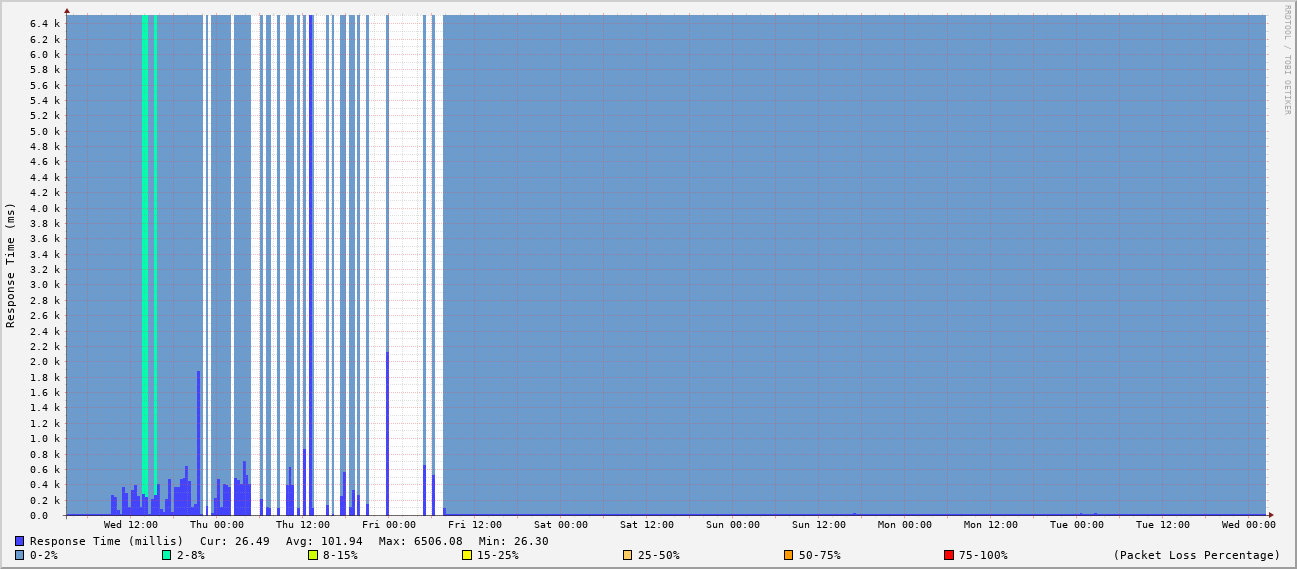 6.4 k
6.2 k
6.0 k
5.8 k
5.6 k
5.4 k
5.2 k
5.0 k
4.8 k
4.6 k
4.4 k
4.2 k
4.0 k
3.8 k
3.6 k
3.4 k
3.2 k
3.0 k
2.8 k
2.6 k
2.4 k
2.2 k
2.0 k
1.8 k
1.6 k
1.4 k
1.2 k
1.0 k
0.8 k
0.6 k
0.4 k
0.2 k
0.0
Response Time (ms)
RRDTOOL / TOBI OETIKER
Wed 12:00 Thu 00:00 Thu 12:00 Fri 00:00 Fri 12:00 Sat 00:00 Sat 12:00 Sun 00:00 Sun 12:00 Mon 00:00 Mon 12:00 Tue 00:00 Tue 12:00 Wed 00:00
Response Time (millis) Cur: 26.49 Avg: 101.94 Max: 6506.08 Min: 26.30
0-2% 2-8% 8-15% 15-25% 25-50% 50-75% 75-100% (Packet Loss Percentage)